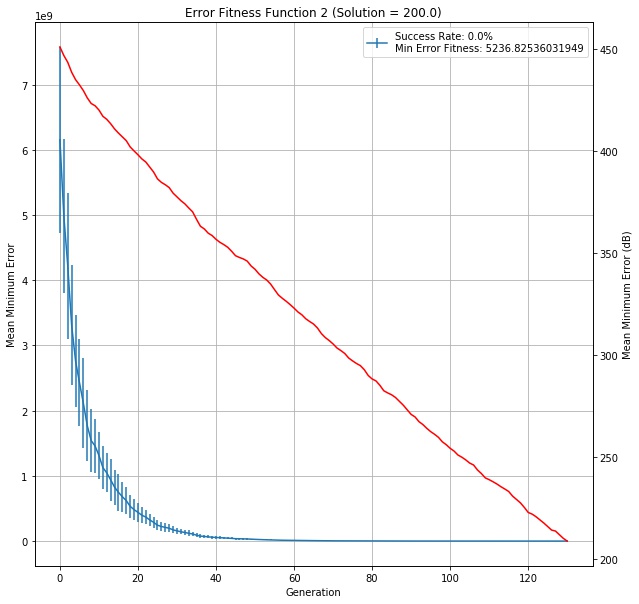 Error Fitness Function 2 (Solution = 200.0)
1e9
Success Rate: 0.0%
Min Error Fitness: 5236.82536031949
7
6
5
4
3
2
1
0
Mean Minimum Error
450
400
350
300
250
200
Mean Minimum Error (dB)
0 20 40 60 80 100 120
Generation